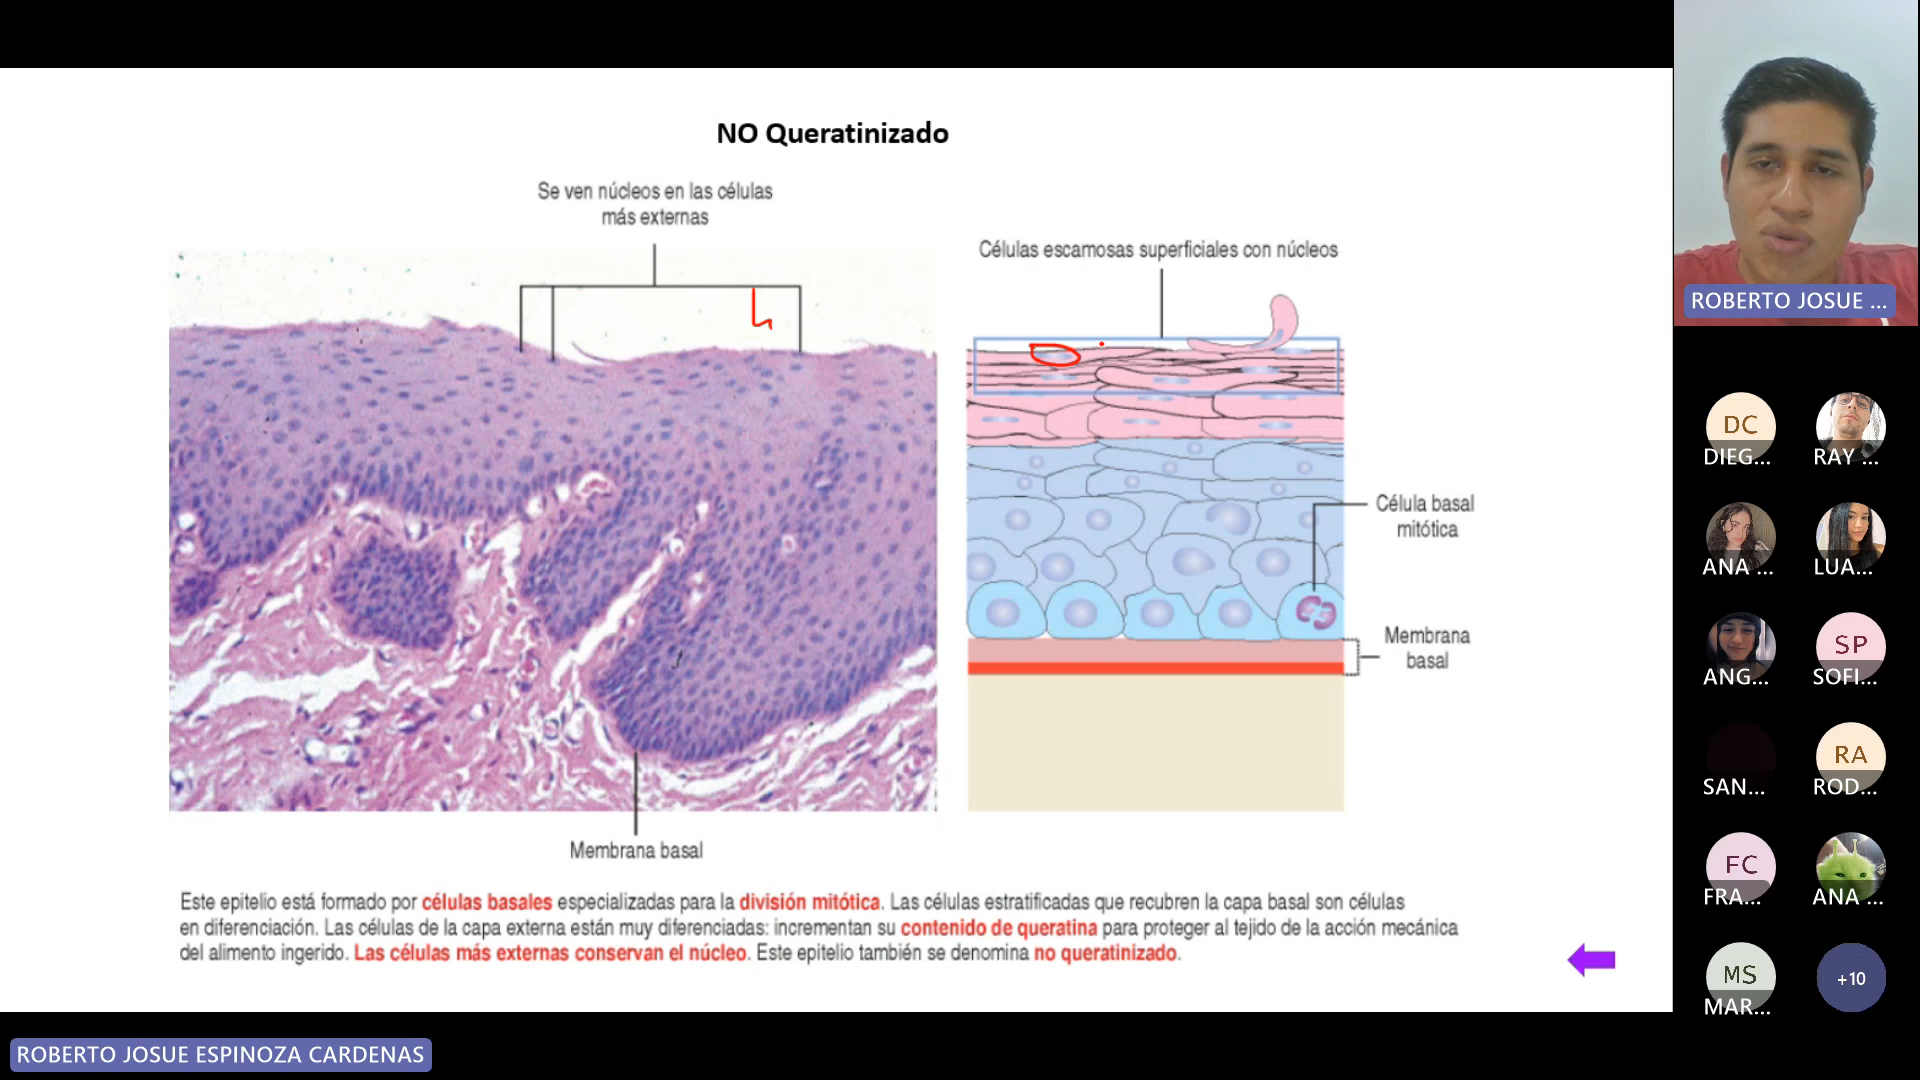 NO Queratinizado
Se ven núcleos en las células
más externas
Células escamosas superficiales con núcleos
Célula basal
mitótica
Membrana
basal
Membrana basal
Este epitelio está formado por células basales especializadas para la división mitótica. Las células estratificadas que recubren la capa basal son células
en diferenciación. Las células de la capa externa están muy diferenciadas: incrementan su contenido de queratina para proteger al tejido de la acción mecánica
del alimento ingerido. Las células más externas conservan el núcleo. Este epitelio también se denomina no queratinizado.
ROBERTO JOSUE ...
DC
DIEG...
RAY ...
ANA ...
LUA...
ANG...
SP
SOFI...
SAN...
RA
ROD...
FC
FRA...
ANA ...
MS
MAR...
+10
ROBERTO JOSUE ESPINOZA CARDENAS